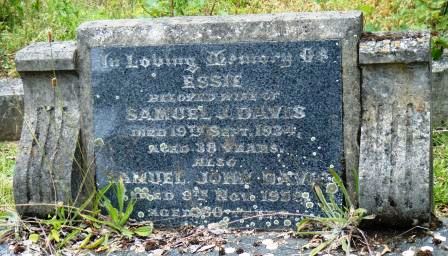 In Loving Memory Of
ESSIE
BELOVED WIFE OF
SAMUEL J. DAVIS
DIED 19TH SEPT. 1934,
AGED 38 YEARS.
ALSO
SAMUEL JOHN DAVIS
DIED 9TH NOV.
AGED